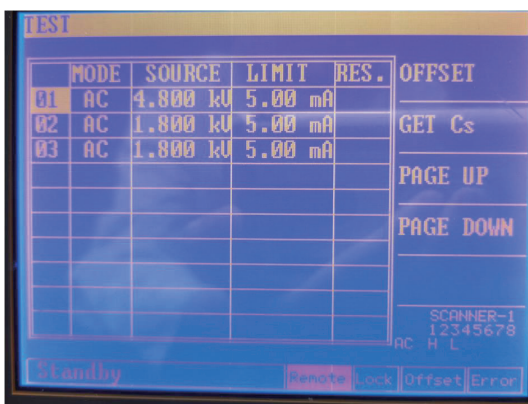 TEST
MODE SOURCE LIMIT RES.
01 AC 4.800 kV 5.00 mA
02 AC 1.800 kV 5.00 mA
03 AC 1.800 kV 5.00 mA
OFFSET
GET Cs
PAGE UP
PAGE DOWN
SCANNER-1
12345678
AC H L
Standby Remote Lock Offset Error